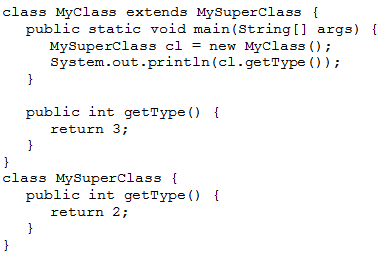 class MyClass extends MySuperClass {
   public static void main(String[] args) {
      MySuperClass cl = new MyClass();
      System.out.println(cl.getType());
   }

   public int getType() {
      return 3;
   }
}
class MySuperClass {
   public int getType() {
      return 2;
   }
}